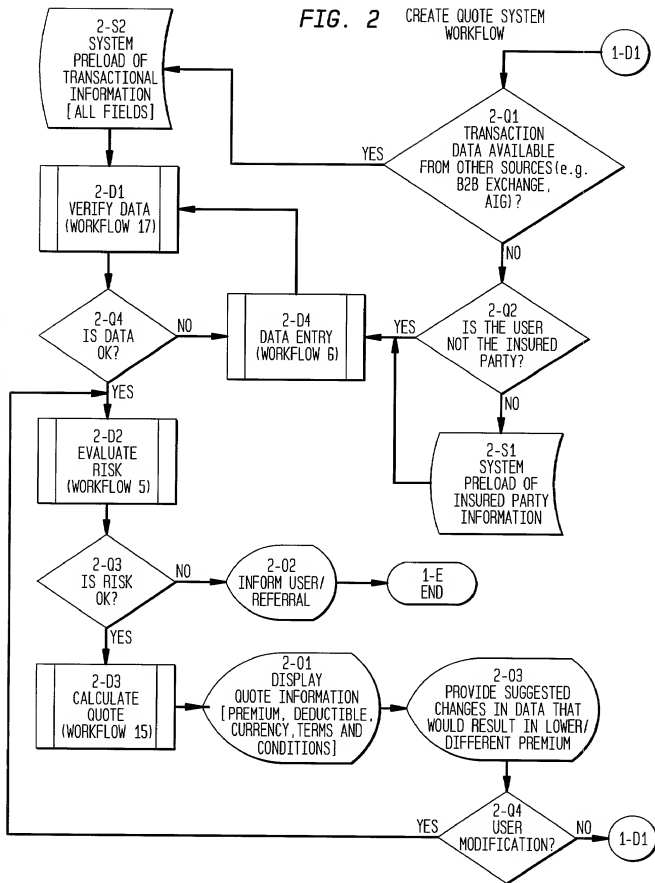 FIG. 2
CREATE QUOTE SYSTEM
WORKFLOW
1-D1
2-Q1
TRANSACTION
DATA AVAILABLE
FROM OTHER SOURCES(e.g.
B2B EXCHANGE,
AIG)?
YES
NO
2-S2
SYSTEM
PRELOAD OF
TRANSACTIONAL
INFORMATION
[ALL FIELDS]
2-D1
VERIFY DATA
(WORKFLOW 17)
2-Q4
IS DATA
OK?
NO
YES
2-D4
DATA ENTRY
(WORKFLOW 6)
YES
2-Q2
IS THE USER
NOT THE INSURED
PARTY?
NO
2-S1
SYSTEM
PRELOAD OF
INSURED PARTY
INFORMATION
2-D2
EVALUATE
RISK
(WORKFLOW 5)
2-Q3
IS RISK
OK?
NO
YES
2-02
INFORM USER/
REFERRAL
1-E
END
2-D3
CALCULATE
QUOTE
(WORKFLOW 15)
2-01
DISPLAY
QUOTE INFORMATION
[PREMIUM, DEDUCTIBLE,
CURRENCY,TERMS AND
CONDITIONS]
2-03
PROVIDE SUGGESTED
CHANGES IN DATA THAT
WOULD RESULT IN LOWER/
DIFFERENT PREMIUM
YES
2-Q4
USER
MODIFICATION?
NO
1-D1